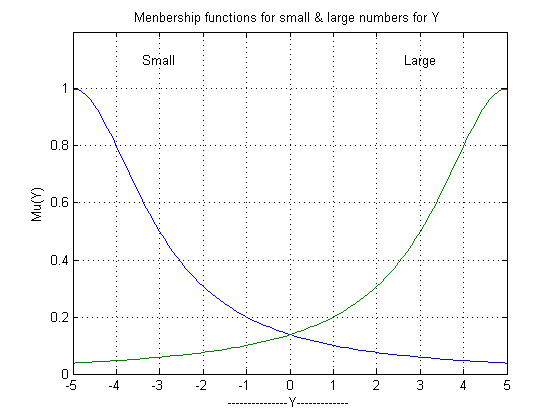 Menbership functions for small & large numbers for Y
Small Large
1
0.8
0.6
0.4
0.2
0
Mu(Y)
-5 -4 -3 -2 -1 0 1 2 3 4 5
---------------Y-------------